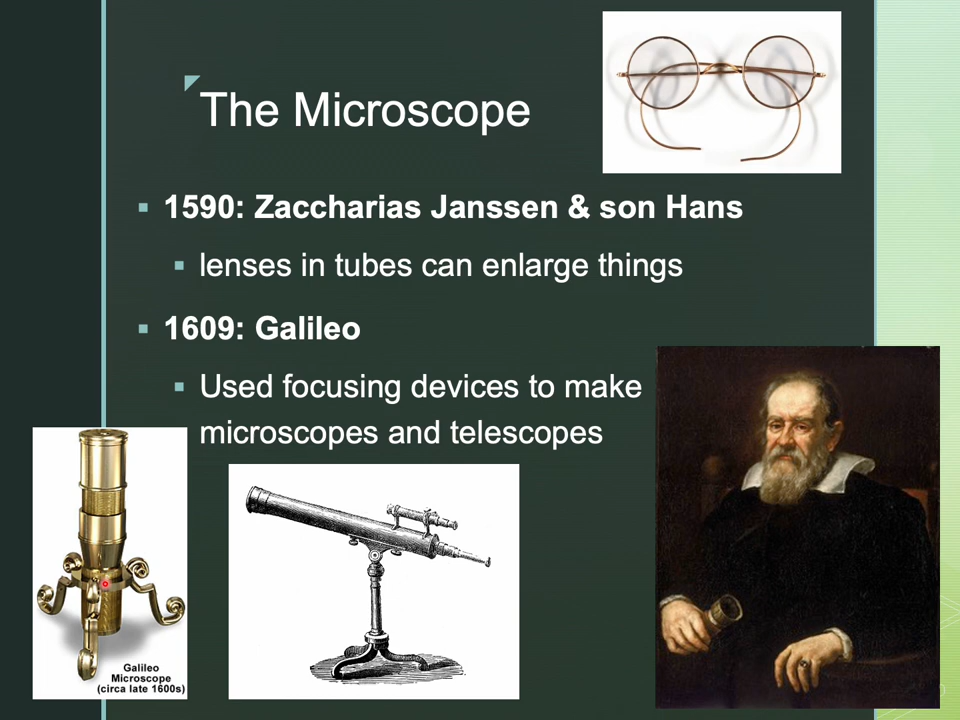 The Microscope
1590: Zaccharias Janssen & son Hans
lenses in tubes can enlarge things
1609: Galileo
Used focusing devices to make
microscopes and telescopes
Galileo
Microscope
(circa late 1600s)